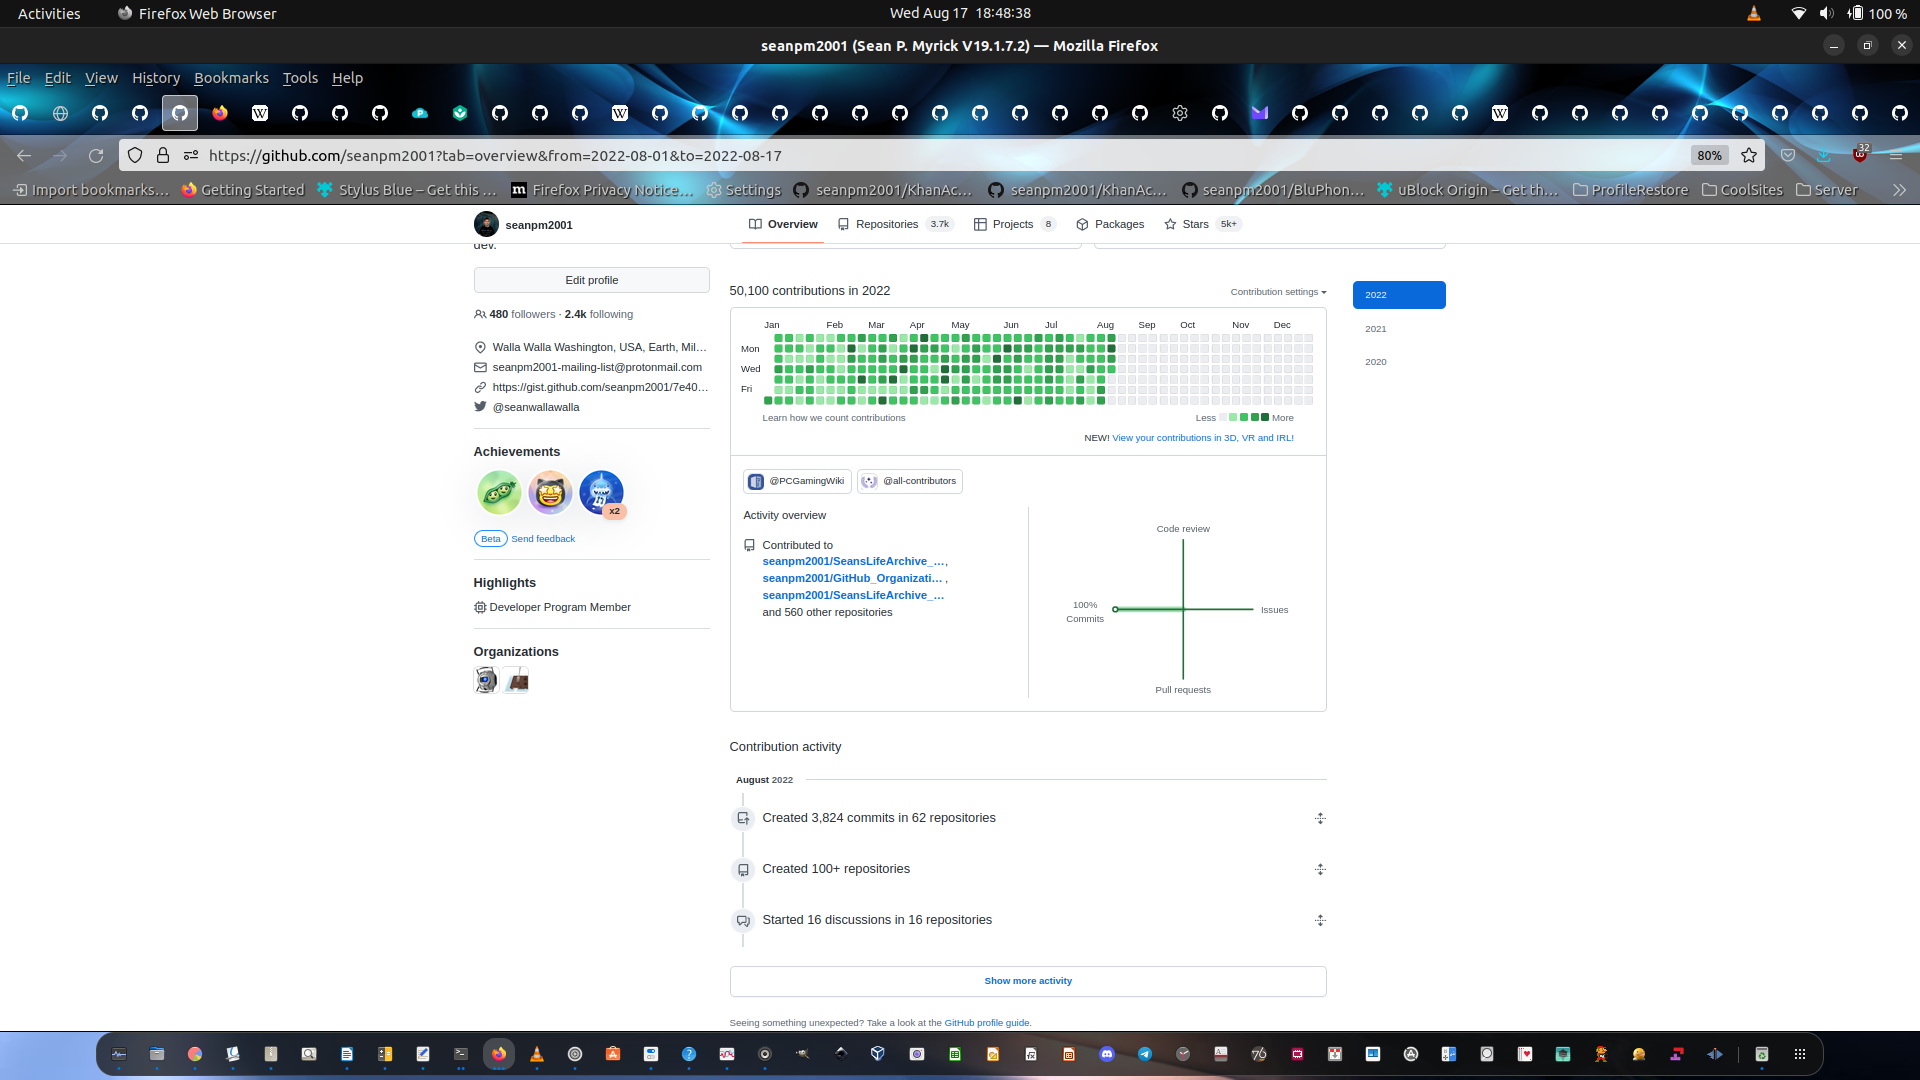 Activities
Firefox Web Browser
Wed Aug 17  18:48:38
100 %
seanpm2001 (Sean P. Myrick V19.1.7.2) — Mozilla Firefox
File Edit View History Bookmarks Tools Help
https://github.com/seanpm2001?tab=overview&from=2022-08-01&to=2022-08-17
80%
32
Import bookmarks… Getting Started Stylus Blue – Get this … Firefox Privacy Notice… Settings seanpm2001/KhanAc… seanpm2001/KhanAc… seanpm2001/BluPhon… uBlock Origin – Get th… ProfileRestore CoolSites Server
seanpm2001
Overview Repositories 3.7k Projects 8 Packages Stars 5k+
dev.
Edit profile
480 followers · 2.4k following
Walla Walla Washington, USA, Earth, Mil…
seanpm2001-mailing-list@protonmail.com
https://gist.github.com/seanpm2001/7e40…
@seanwallawalla
Achievements
x2
Beta Send feedback
Highlights
Developer Program Member
Organizations
50,100 contributions in 2022
Contribution settings
2022
2021
2020
Jan Feb Mar Apr May Jun Jul Aug Sep Oct Nov Dec
Mon
Wed
Fri
Learn how we count contributions
Less More
NEW! View your contributions in 3D, VR and IRL!
@PCGamingWiki
@all-contributors
Activity overview
Contributed to
seanpm2001/SeansLifeArchive_…,
seanpm2001/GitHub_Organizati… ,
seanpm2001/SeansLifeArchive_…
and 560 other repositories
Code review
100%
Commits
Issues
Pull requests
Contribution activity
August 2022
Created 3,824 commits in 62 repositories
Created 100+ repositories
Started 16 discussions in 16 repositories
Show more activity
Seeing something unexpected? Take a look at the GitHub profile guide.